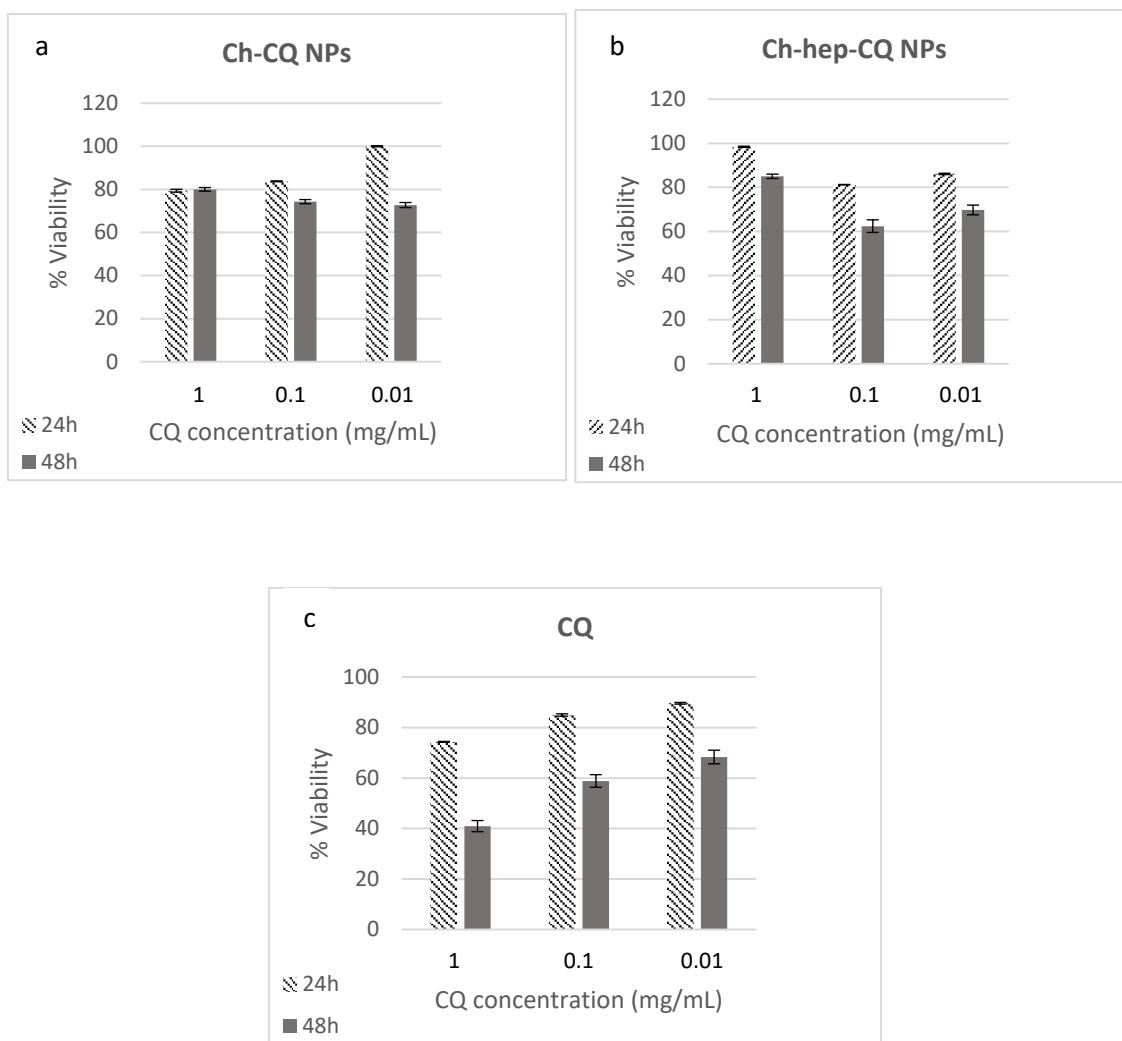 a
Ch-CQ NPs
120
100
80
60
40
20
0
% Viability
1 0.1 0.01
CQ concentration (mg/mL)
24h
48h
b
Ch-hep-CQ NPs
120
100
80
60
40
20
0
% Viability
1 0.1 0.01
CQ concentration (mg/mL)
24h
48h
c
CQ
100
80
60
40
20
0
% Viability
1 0.1 0.01
CQ concentration (mg/mL)
24h
48h